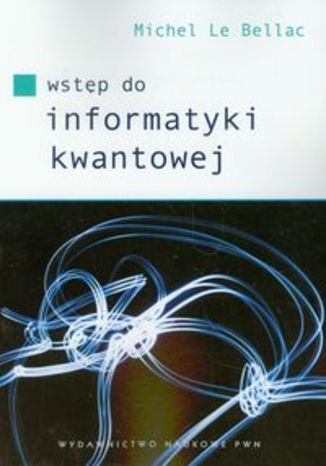 Michel Le Bellac
wstęp do
informatyki
kwantowej
WYDAWNICTWO NAUKOWE PWN